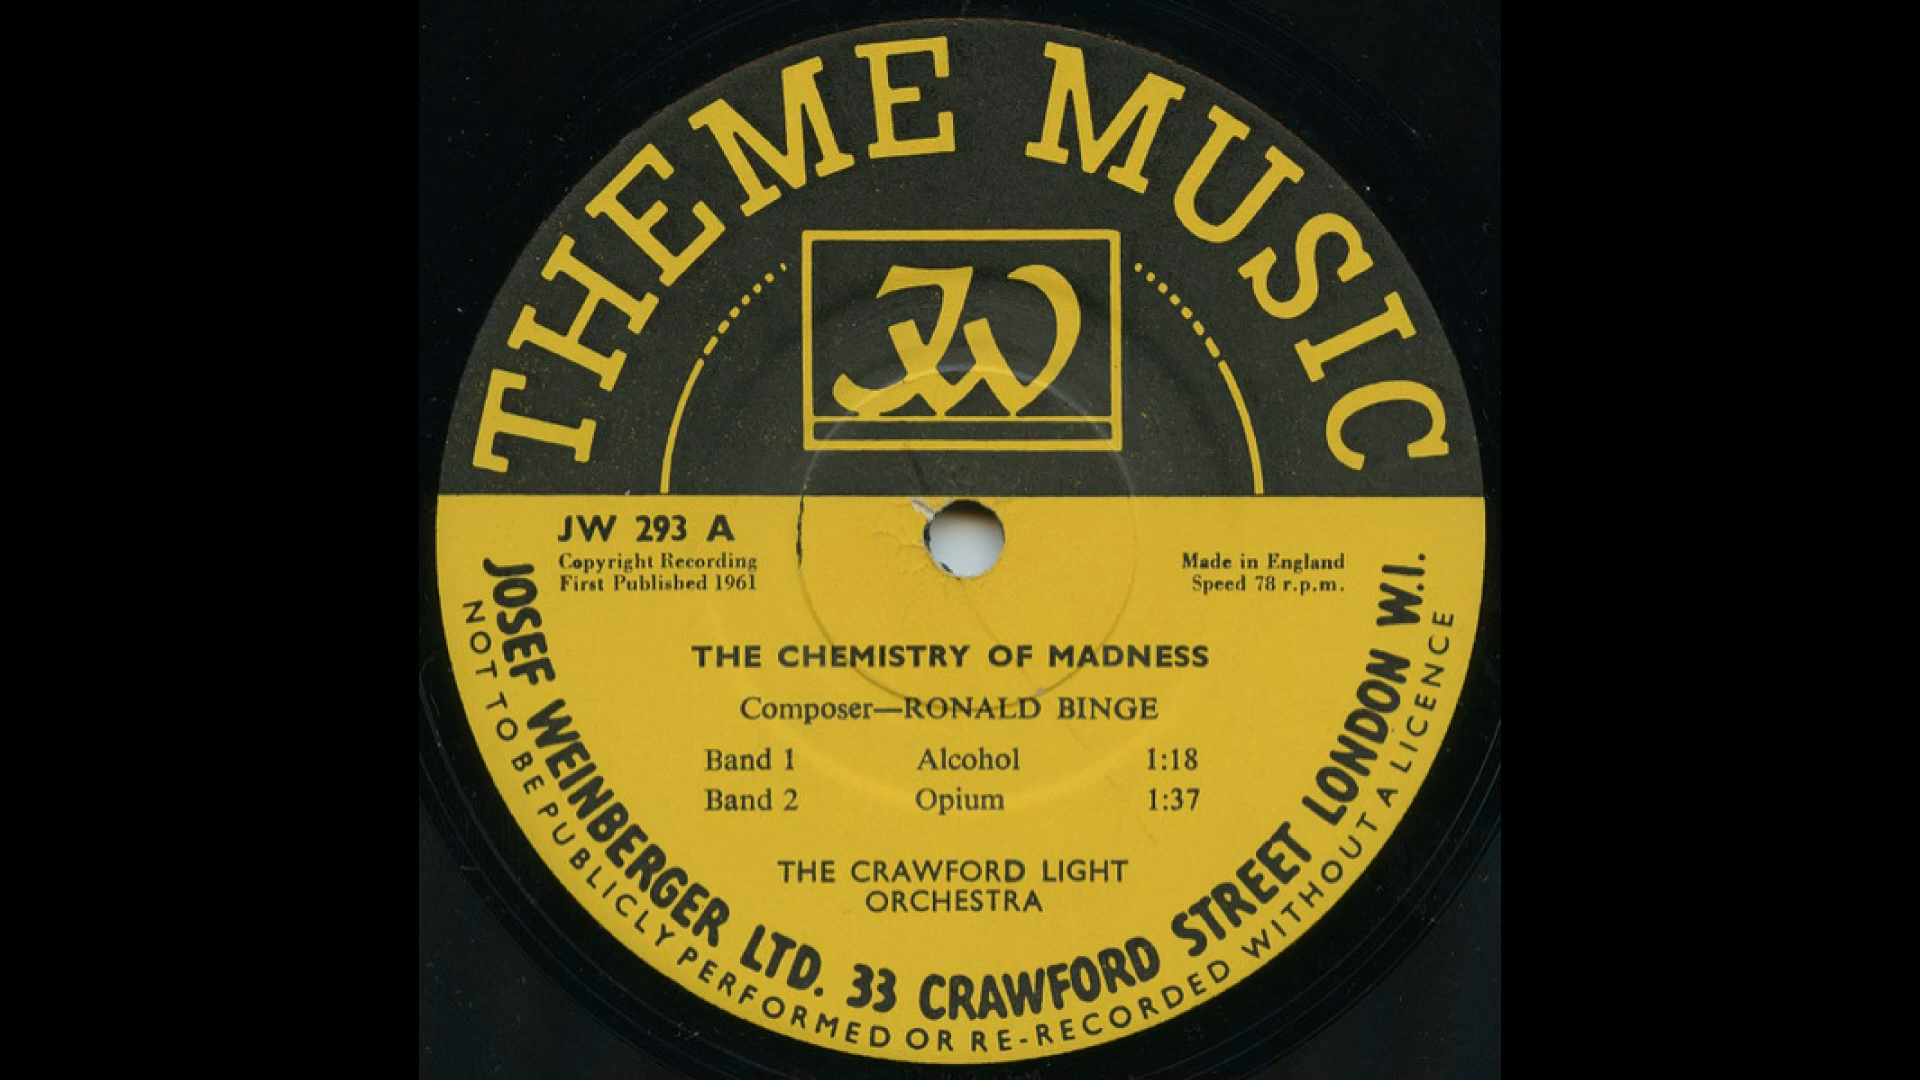 THEME MUSIC
JW
JW 293 A
Copyright Recording
First Published 1961
Made in England
Speed 78 r.p.m.
THE CHEMISTRY OF MADNESS
Composer—RONALD BINGE
Band 1 Alcohol 1:18
Band 2 Opium 1:37
THE CRAWFORD LIGHT
ORCHESTRA
JOSEF WEINBERGER LTD. 33 CRAWFORD STREET LONDON W.I.
NOT TO BE PUBLICLY PERFORMED OR RE-RECORDED WITHOUT A LICENCE